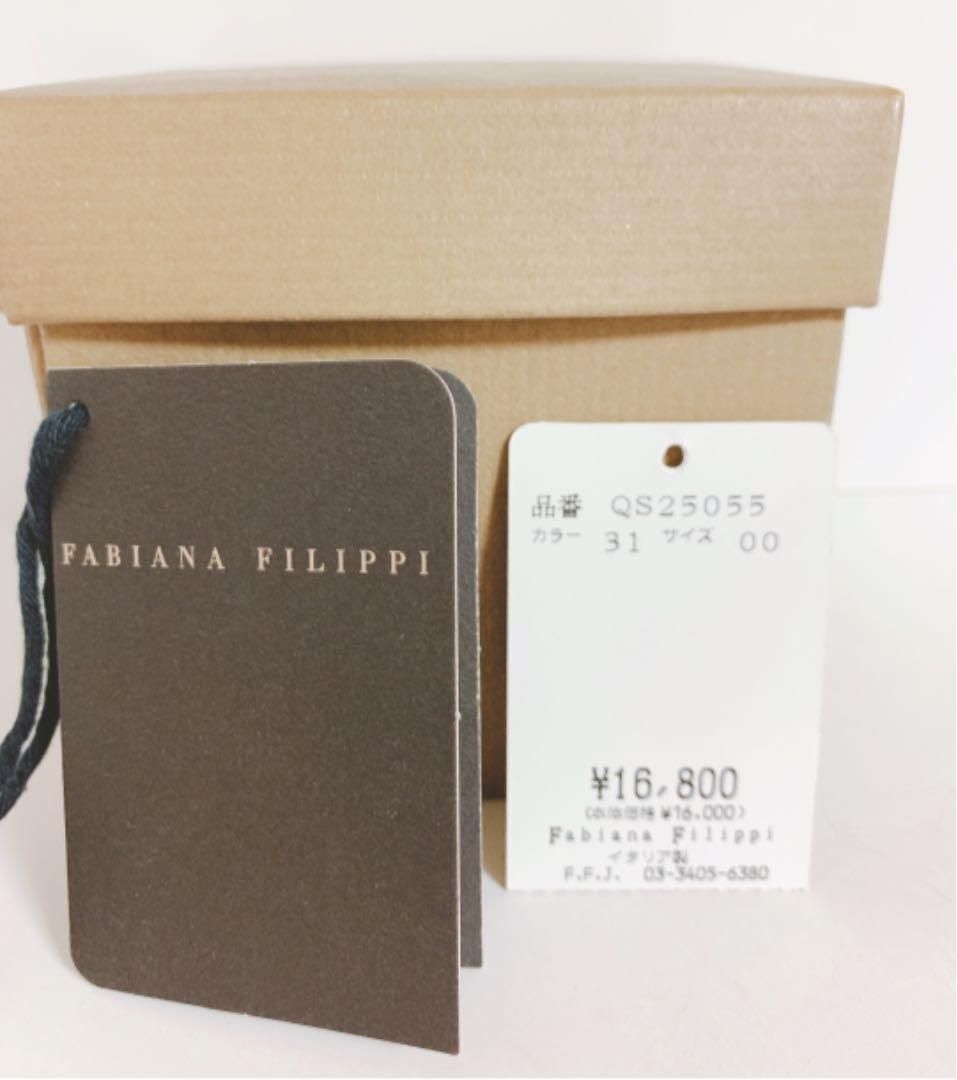 FABIANA FILIPPI
品番 QS25055
カラー 31 サイズ 00
¥16,800
(本体価格 ¥16,000)
Fabiana Filippi
イタリア製
F.F.J. 03-3405-6380